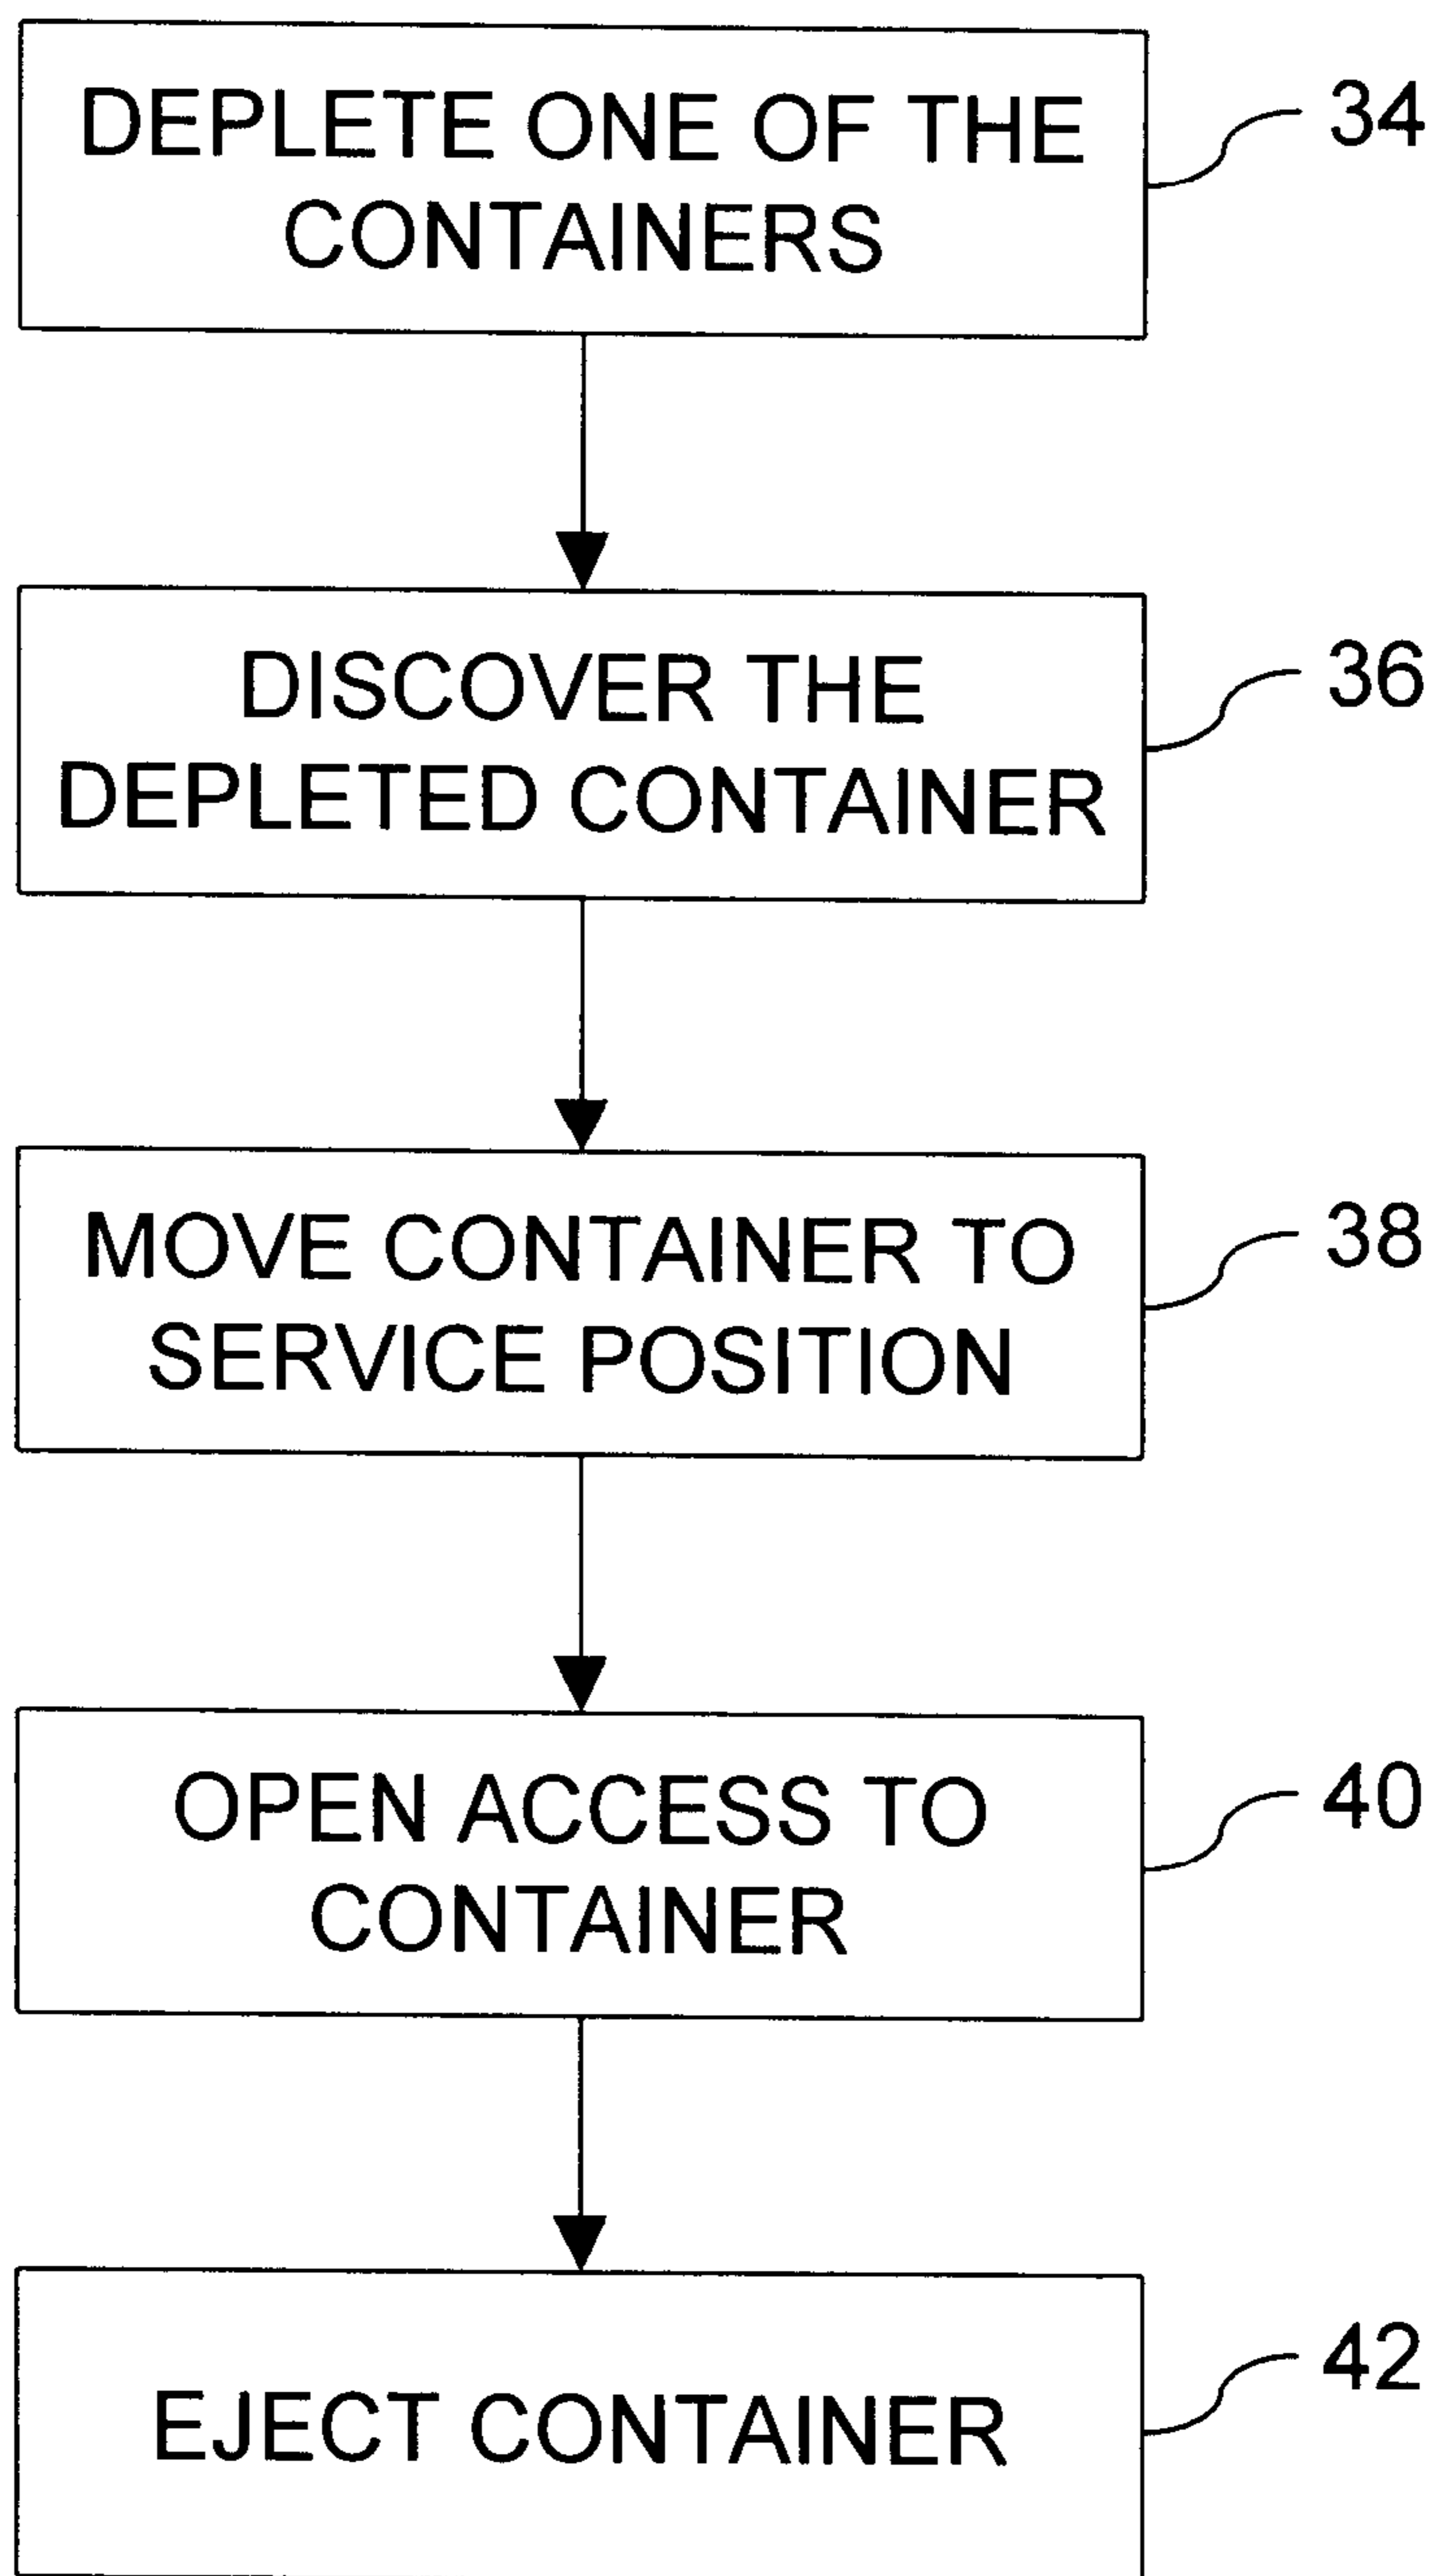 DEPLETE ONE OF THE
CONTAINERS
34
DISCOVER THE
DEPLETED CONTAINER
36
MOVE CONTAINER TO
SERVICE POSITION
38
OPEN ACCESS TO
CONTAINER
40
EJECT CONTAINER
42